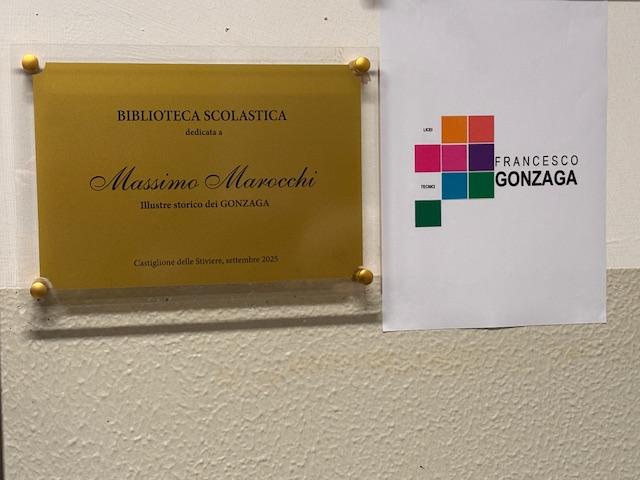 BIBLIOTECA SCOLASTICA
dedicata a
Massimo Marocchi
Illustre storico dei GONZAGA
Castiglione delle Stiviere, settembre 2025
LICEI
TECNICI
FRANCESCO
GONZAGA